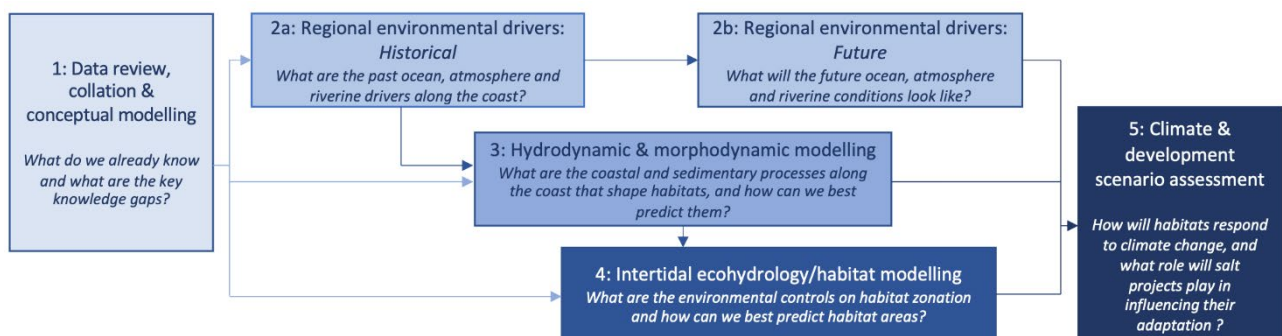 1: Data review,
collation &
conceptual modelling
What do we already know
and what are the key
knowledge gaps?
2a: Regional environmental drivers:
Historical
What are the past ocean, atmosphere and
riverine drivers along the coast?
2b: Regional environmental drivers:
Future
What will the future ocean, atmosphere
and riverine conditions look like?
3: Hydrodynamic & morphodynamic modelling
What are the coastal and sedimentary processes along
the coast that shape habitats, and how can we best
predict them?
4: Intertidal ecohydrology/habitat modelling
What are the environmental controls on habitat zonation
and how can we best predict habitat areas?
5: Climate &
development
scenario assessment
How will habitats respond
to climate change, and
what role will salt
projects play in
influencing their
adaptation ?